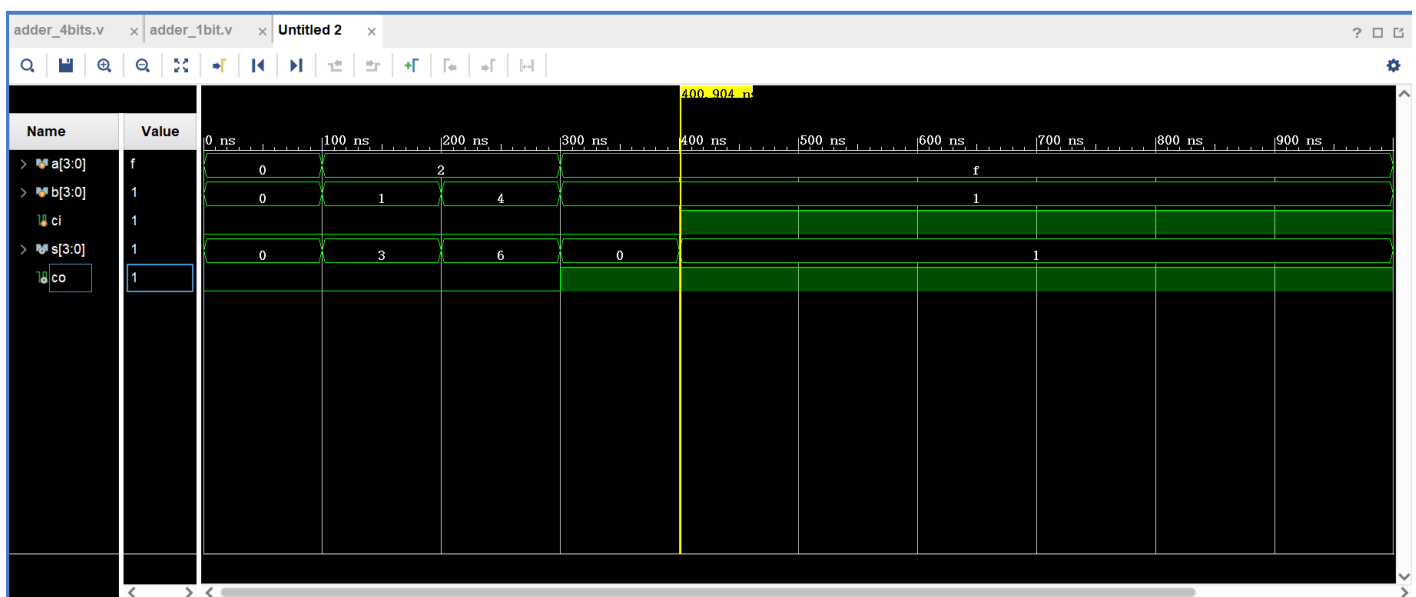 adder_4bits.v × adder_1bit.v × Untitled 2 × ?
400.904 ns
Name Value 0 ns 100 ns 200 ns 300 ns 400 ns 500 ns 600 ns 700 ns 800 ns 900 ns
a[3:0] f 0 2 f
b[3:0] 1 0 1 4 1
ci 1
s[3:0] 1 0 3 6 0 1
co 1